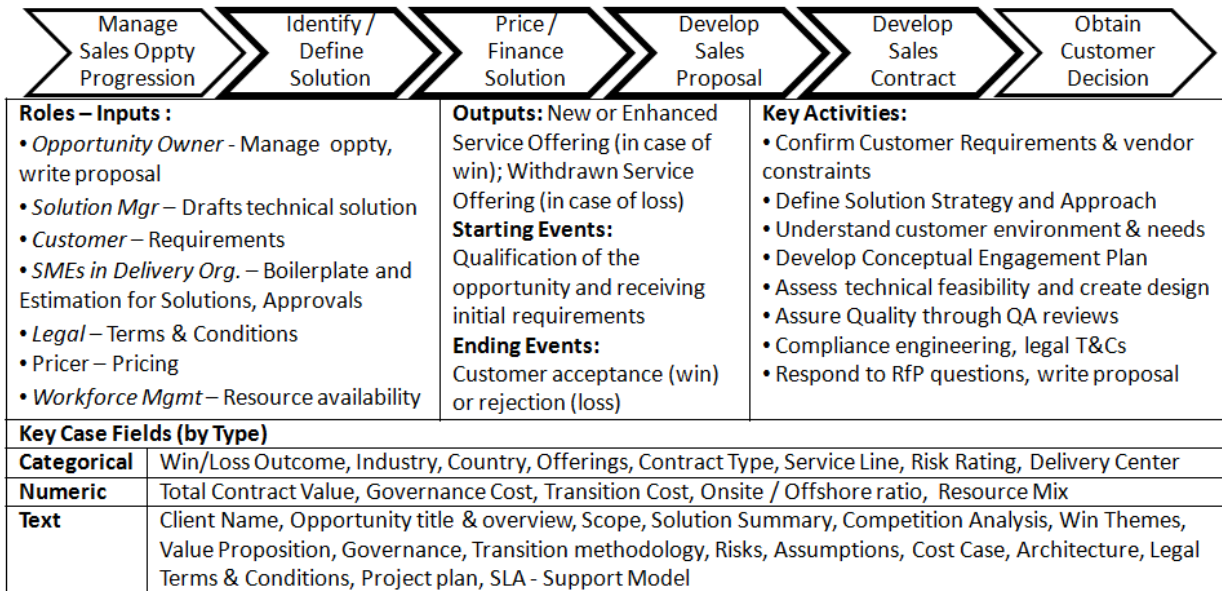 Manage
Sales Oppty
Progression
Identify /
Define
Solution
Price /
Finance
Solution
Develop
Sales
Proposal
Develop
Sales
Contract
Obtain
Customer
Decision
Roles – Inputs :
• Opportunity Owner - Manage oppty,
write proposal
• Solution Mgr – Drafts technical solution
• Customer – Requirements
• SMEs in Delivery Org. – Boilerplate and
Estimation for Solutions, Approvals
• Legal – Terms & Conditions
• Pricer – Pricing
• Workforce Mgmt – Resource availability
Outputs: New or Enhanced
Service Offering (in case of
win); Withdrawn Service
Offering (in case of loss)
Starting Events:
Qualification of the
opportunity and receiving
initial requirements
Ending Events:
Customer acceptance (win)
or rejection (loss)
Key Activities:
• Confirm Customer Requirements & vendor
constraints
• Define Solution Strategy and Approach
• Understand customer environment & needs
• Develop Conceptual Engagement Plan
• Assess technical feasibility and create design
• Assure Quality through QA reviews
• Compliance engineering, legal T&Cs
• Respond to RfP questions, write proposal
Key Case Fields (by Type)
Categorical Win/Loss Outcome, Industry, Country, Offerings, Contract Type, Service Line, Risk Rating, Delivery Center
Numeric Total Contract Value, Governance Cost, Transition Cost, Onsite / Offshore ratio, Resource Mix
Text Client Name, Opportunity title & overview, Scope, Solution Summary, Competition Analysis, Win Themes,
Value Proposition, Governance, Transition methodology, Risks, Assumptions, Cost Case, Architecture, Legal
Terms & Conditions, Project plan, SLA - Support Model